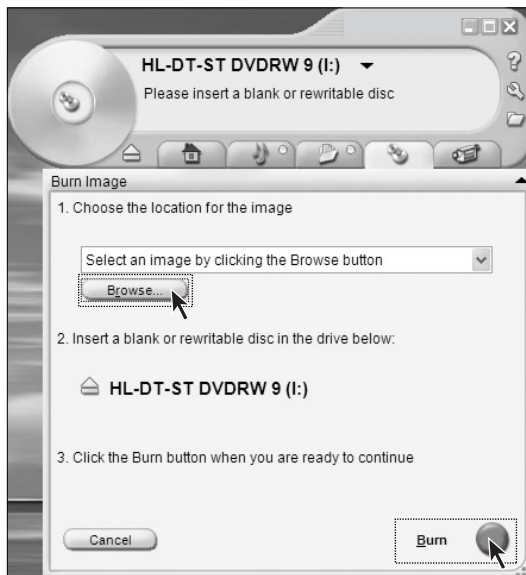 HL-DT-ST DVDRW 9 (I:)
Please insert a blank or rewritable disc
Burn Image
1. Choose the location for the image
Select an image by clicking the Browse button
Browse...
2. Insert a blank or rewritable disc in the drive below:
HL-DT-ST DVDRW 9 (I:)
3. Click the Burn button when you are ready to continue
Cancel
Burn